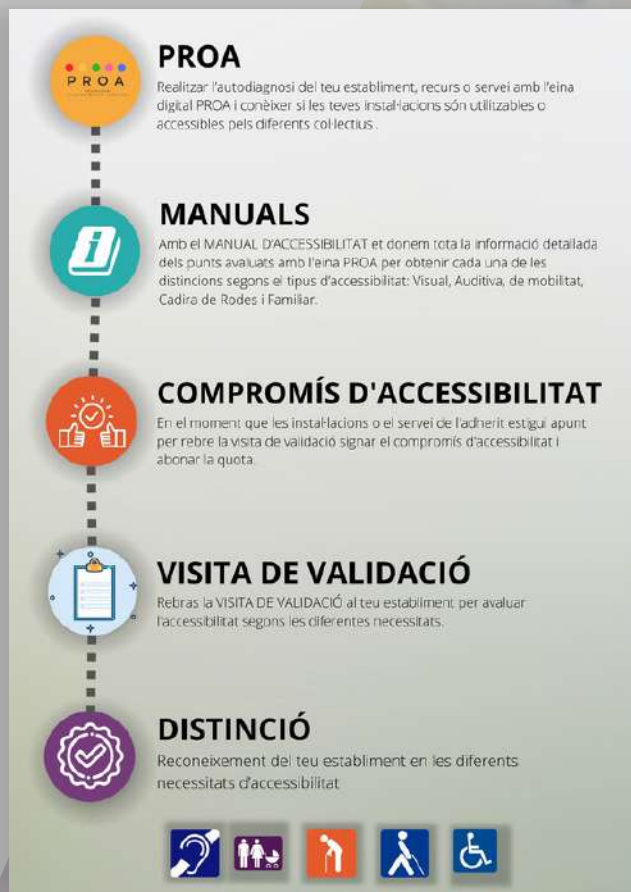 PROA
PROA
Realitzar l'autodiagnosi del teu establiment, recurs o servei amb l'eina
digital PROA i conèixer si les teves instal·lacions són utilitzables o
accessibles pels diferents col·lectius .
MANUALS
Amb el MANUAL D'ACCESSIBILITAT et donem tota la informació detallada
dels punts avaluats amb l'eina PROA per obtenir cada una de les
distincions segons el tipus d'accessibilitat: Visual, Auditiva, de mobilitat,
Cadira de Rodes i Familiar.
COMPROMÍS D'ACCESSIBILITAT
En el moment que les instal·lacions o el servei de l'adherit estigui apunt
per rebre la visita de validació signar el compromís d'accessibilitat i
abonar la quota.
VISITA DE VALIDACIÓ
Rebras la VISITA DE VALIDACIÓ al teu establiment per avaluar
l'accessibilitat segons les diferentes necessitats.
DISTINCIÓ
Reconeixement del teu establiment en les diferents
necessitats d'accessibilitat